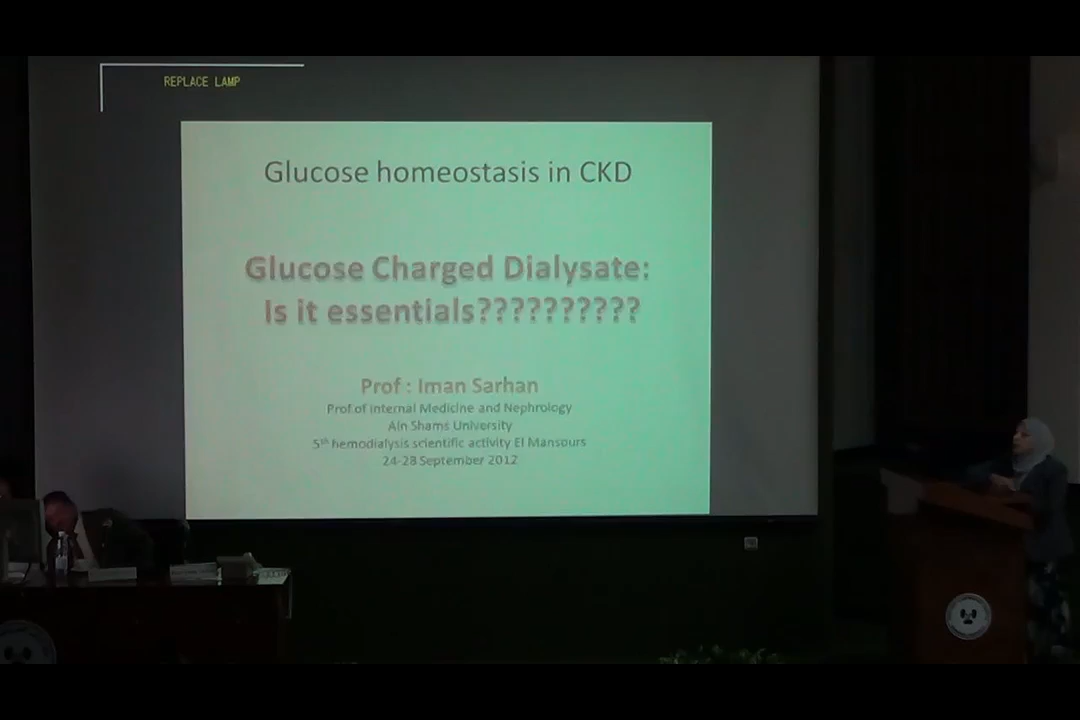 REPLACE LAMP
Glucose homeostasis in CKD
Glucose Charged Dialysate:
Is it essentials??????????
Prof : Iman Sarhan
Prof of Internal Medicine and Nephrology
Ain Shams University
5th hemodialysis scientific activity El Mansours
24-28 September 2012